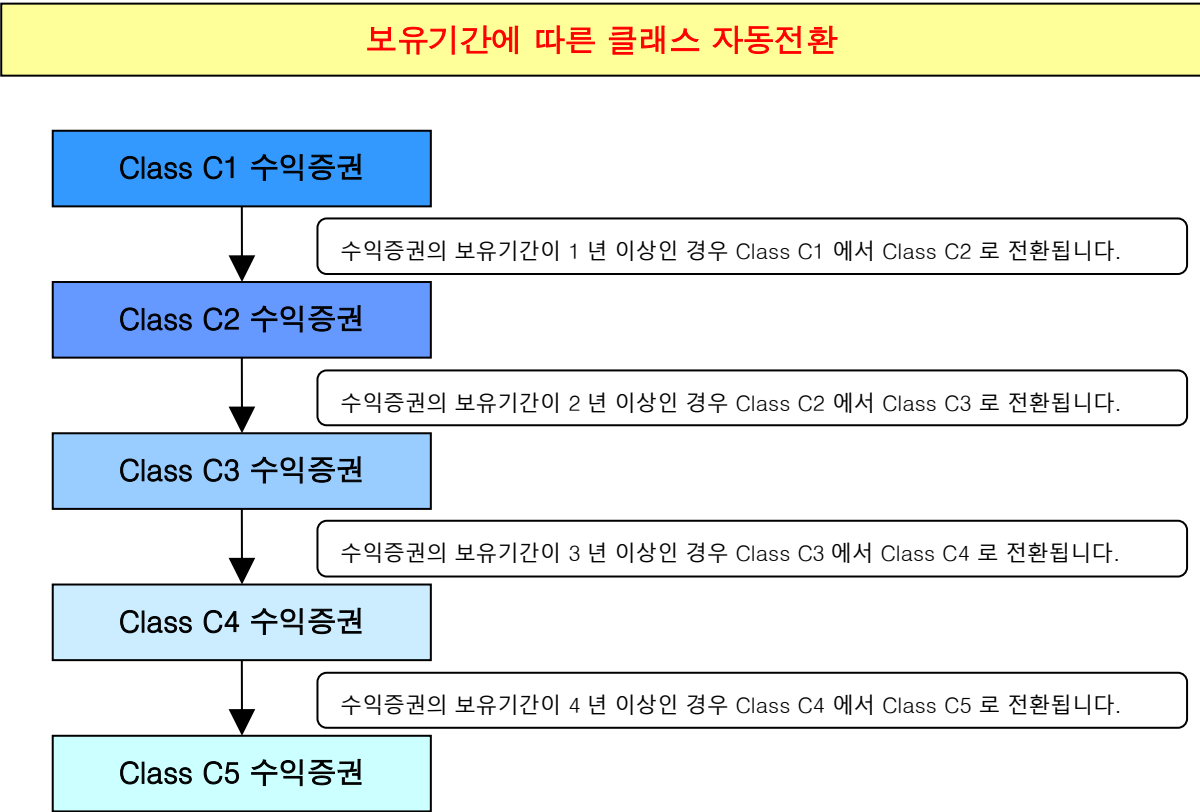 보유기간에 따른 클래스 자동전환
Class C1 수익증권
수익증권의 보유기간이 1 년 이상인 경우 Class C1 에서 Class C2 로 전환됩니다.
Class C2 수익증권
수익증권의 보유기간이 2 년 이상인 경우 Class C2 에서 Class C3 로 전환됩니다.
Class C3 수익증권
수익증권의 보유기간이 3 년 이상인 경우 Class C3 에서 Class C4 로 전환됩니다.
Class C4 수익증권
수익증권의 보유기간이 4 년 이상인 경우 Class C4 에서 Class C5 로 전환됩니다.
Class C5 수익증권